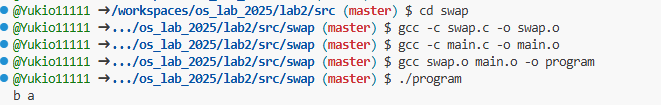 @Yukio11111 ➜/workspaces/os_lab_2025/lab2/src (master) $ cd swap
@Yukio11111 ➜.../os_lab_2025/lab2/src/swap (master) $ gcc -c swap.c -o swap.o
@Yukio11111 ➜.../os_lab_2025/lab2/src/swap (master) $ gcc -c main.c -o main.o
@Yukio11111 ➜.../os_lab_2025/lab2/src/swap (master) $ gcc swap.o main.o -o program
@Yukio11111 ➜.../os_lab_2025/lab2/src/swap (master) $ ./program
b a